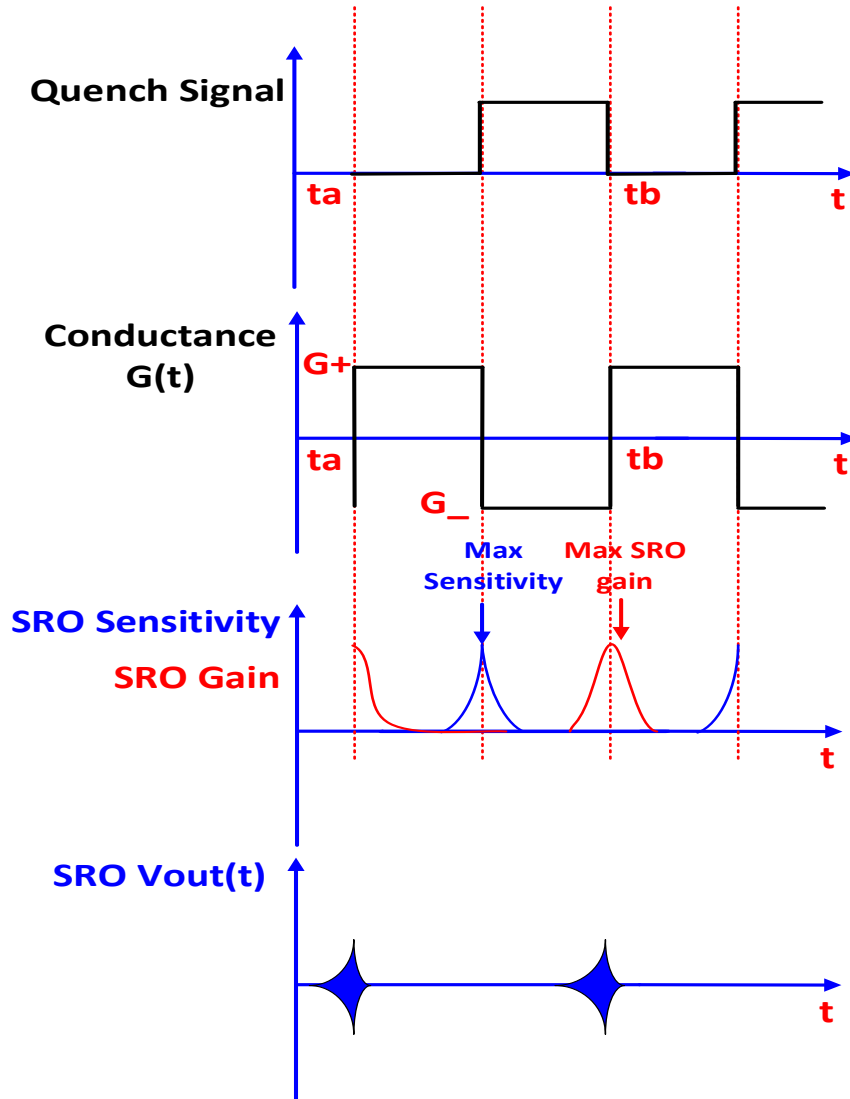 Quench Signal
ta
tb
t
Conductance
G(t)
G+
ta
tb
t
G_
Max
Sensitivity
Max SRO
gain
SRO Sensitivity
SRO Gain
t
SRO Vout(t)
t